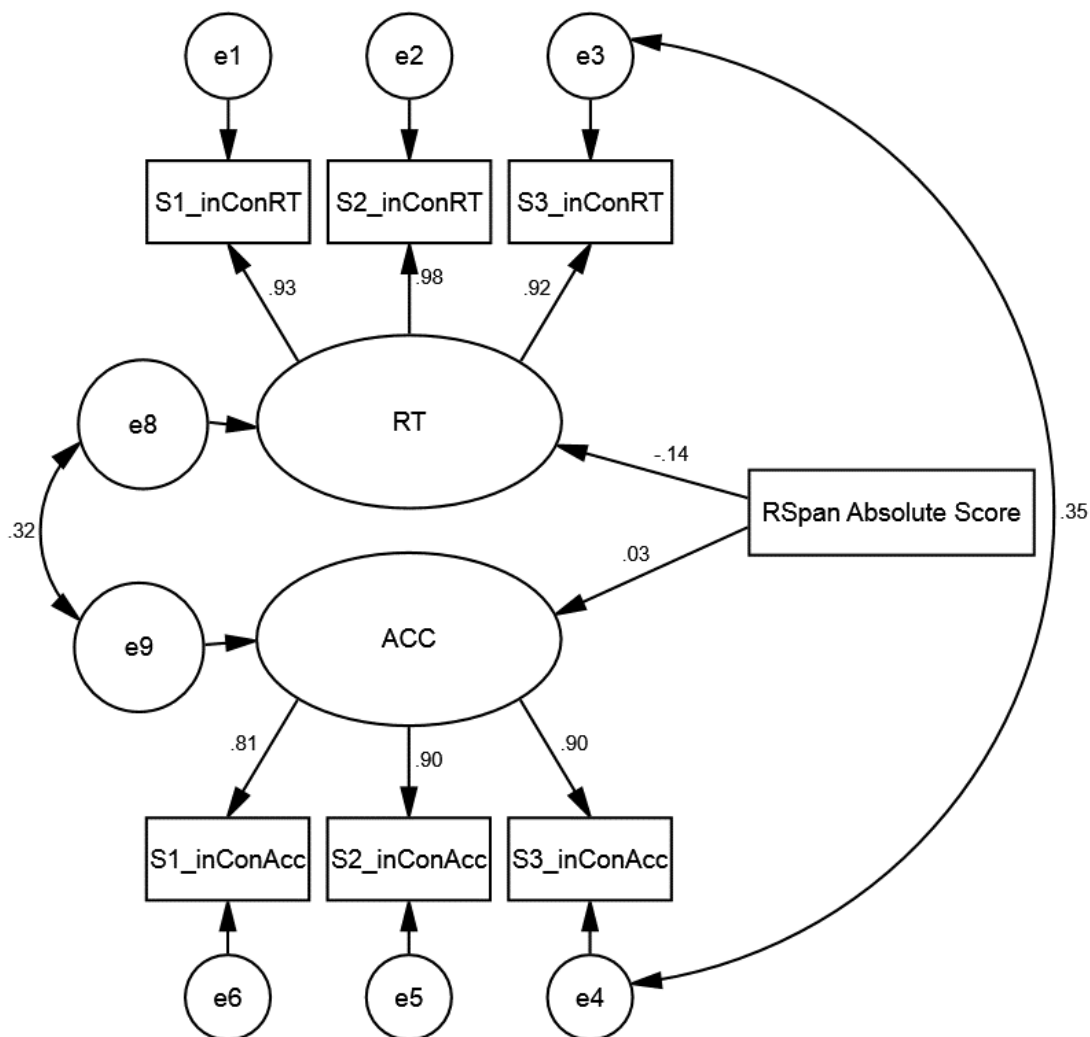 e1
e2
e3
S1_inConRT
S2_inConRT
S3_inConRT
.93
.98
.92
e8
RT
-.14
RSpan Absolute Score
.35
.32
.03
e9
ACC
.81
.90
.90
S1_inConAcc
S2_inConAcc
S3_inConAcc
e6
e5
e4